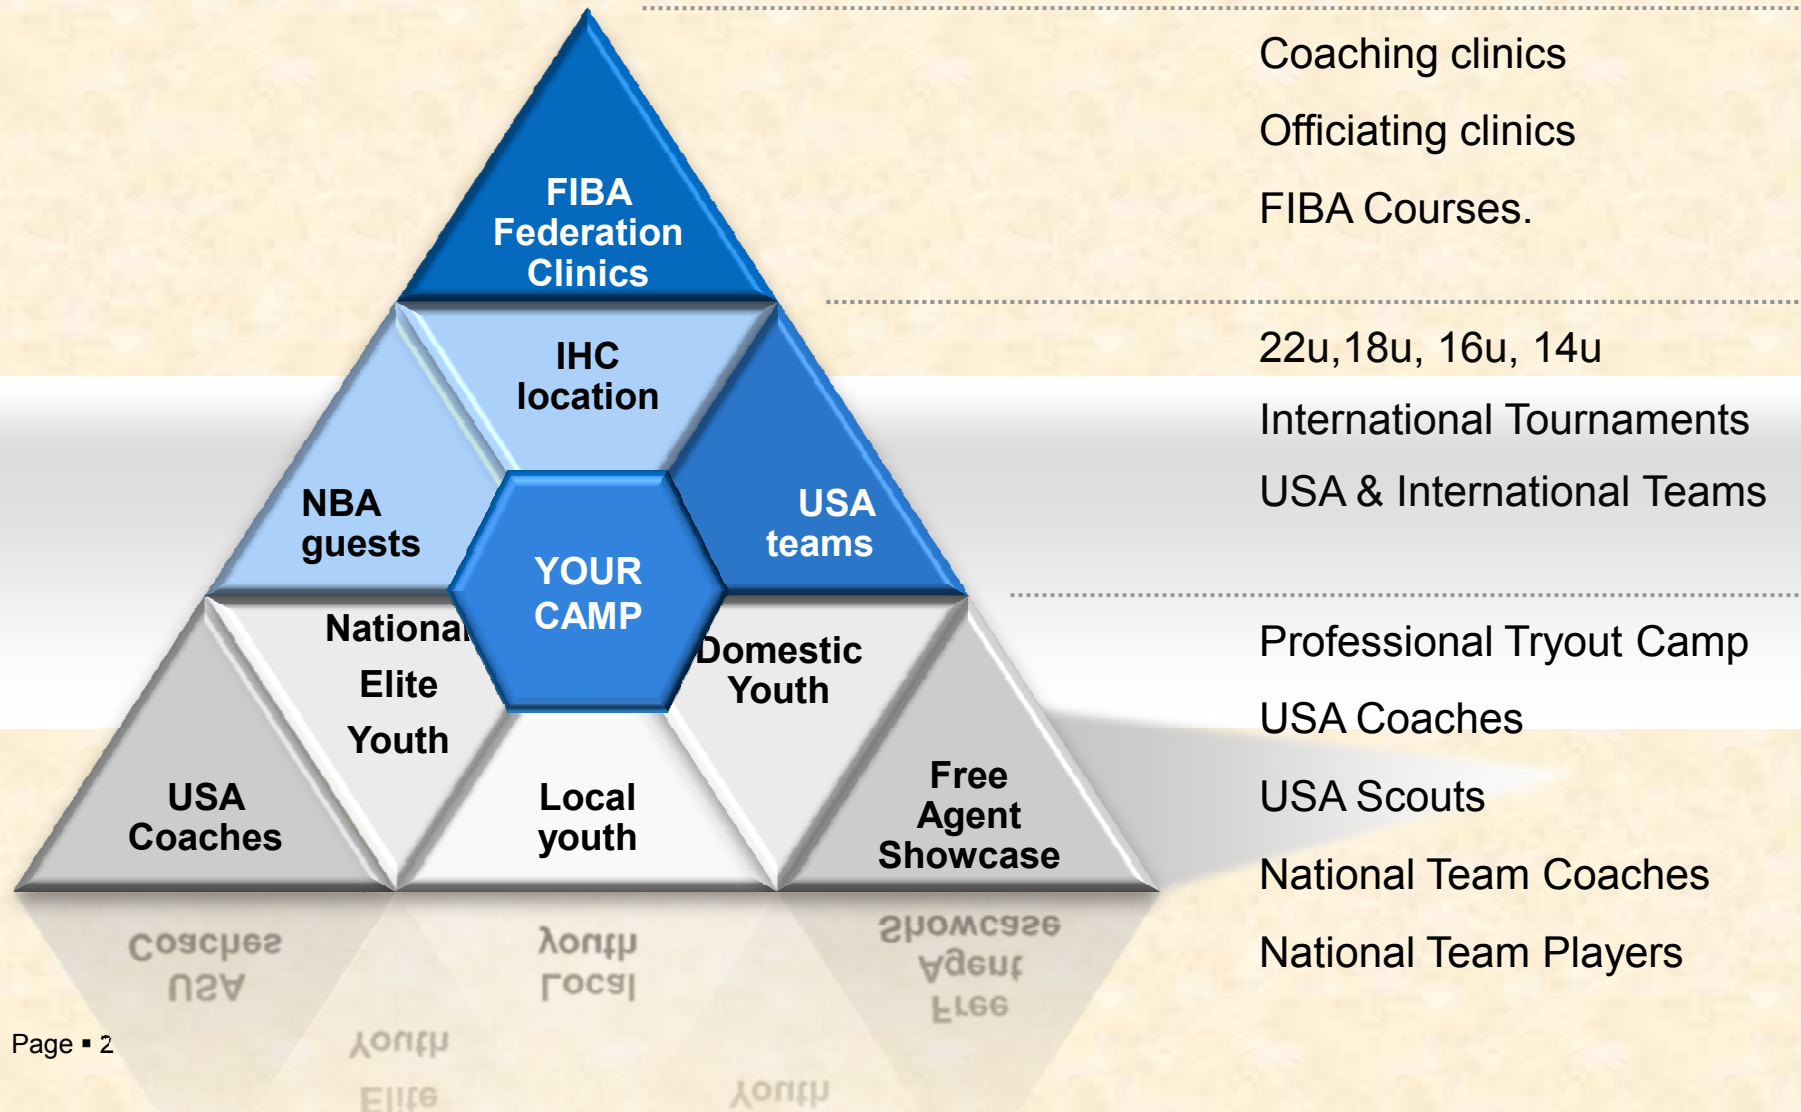 FIBA
Federation
Clinics
IHC
location
NBA
guests
USA
teams
YOUR
CAMP
National
Elite
Youth
Domestic
Youth
USA
Coaches
Local
youth
Free
Agent
Showcase
Coaching clinics
Officiating clinics
FIBA Courses.
22u,18u, 16u, 14u
International Tournaments
USA & International Teams
Professional Tryout Camp
USA Coaches
USA Scouts
National Team Coaches
National Team Players
Page ▪ 2